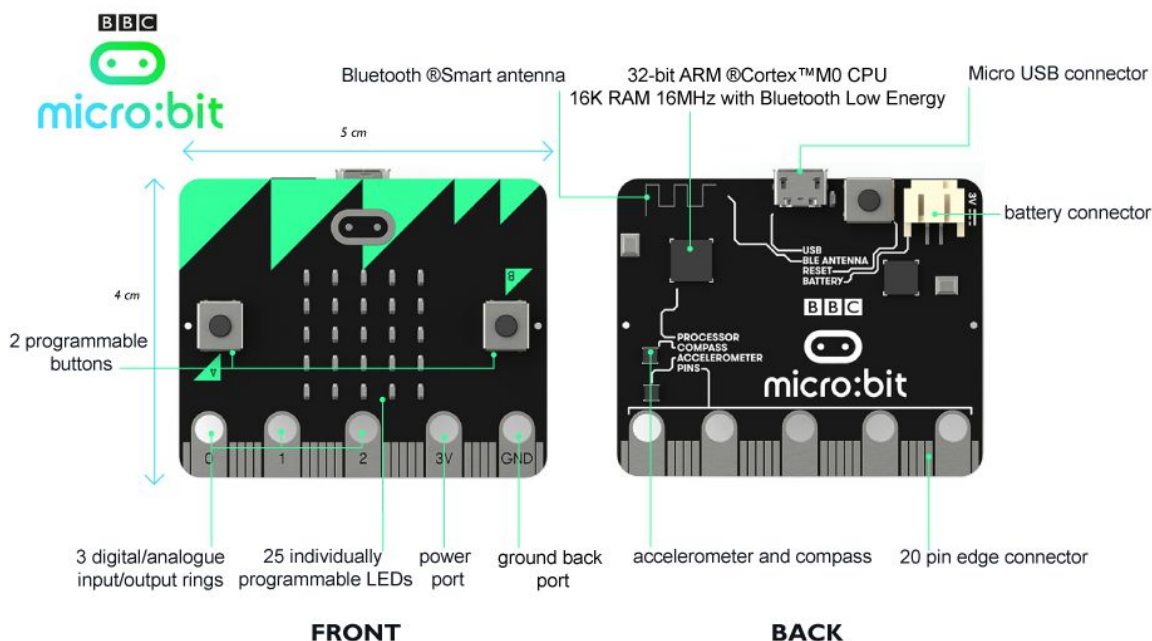 BBC
micro:bit
Bluetooth ®Smart antenna
32-bit ARM ®Cortex™M0 CPU
16K RAM 16MHz with Bluetooth Low Energy
Micro USB connector
5 cm
4 cm
battery connector
3V
USB
BLE ANTENNA
RESET
BATTERY
BBC
B
2 programmable
buttons
A
PROCESSOR
COMPASS
ACCELEROMETER
PINS
micro:bit
0
1
2
3V
GND
3 digital/analogue
input/output rings
25 individually
programmable LEDs
power
port
ground back
port
accelerometer and compass
20 pin edge connector
FRONT
BACK